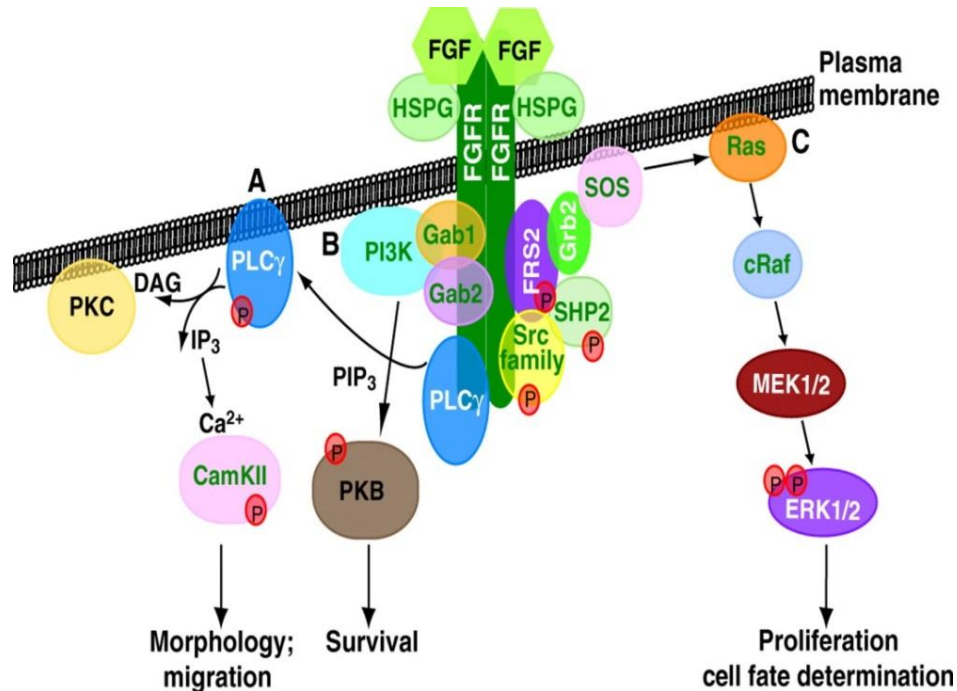 FGF FGF
HSPG HSPG
FGFR FGFR
Plasma
membrane
Ras C
SOS
Grb2
FRS2
A
PLCγ
P
B
PI3K
Gab1
Gab2
DAG
PKC
IP3
cRaf
P
SHP2
P
Src
family
P
PIP3
PLCγ
MEK1/2
Ca2+
CamKII
P
P
PKB
P P
ERK1/2
Morphology;
migration
Survival
Proliferation
cell fate determination